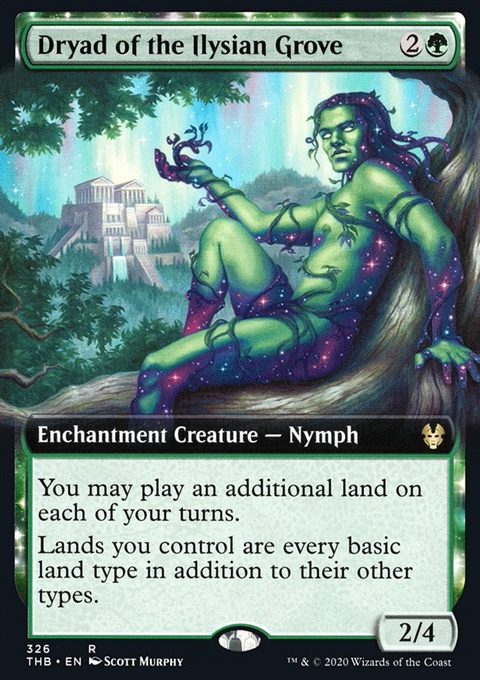 Dryad of the Ilysian Grove 2
Enchantment Creature — Nymph
You may play an additional land on
each of your turns.
Lands you control are every basic
land type in addition to their other
types.
2/4
326 R
THB • EN Scott Murphy
™ & © 2020 Wizards of the Coast